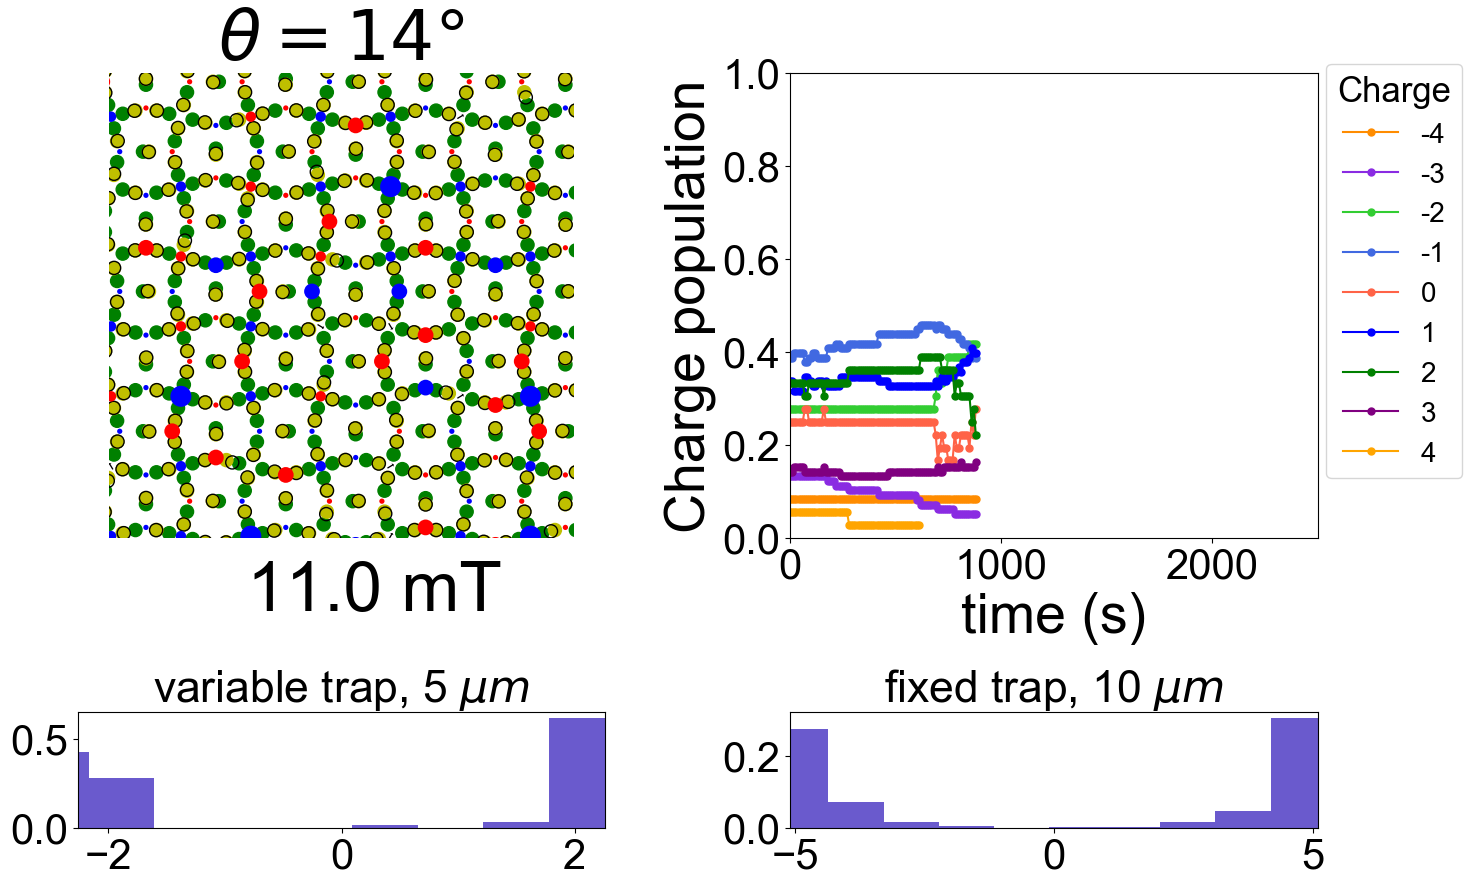 θ = 14°
11.0 mT
1.0
0.8
0.6
0.4
0.2
0.0
Charge population
0 1000 2000
time (s)
Charge
-4
-3
-2
-1
0
1
2
3
4
variable trap, 5 μm
0.5
0.0
−2 0 2
fixed trap, 10 μm
0.2
0.0
−5 0 5